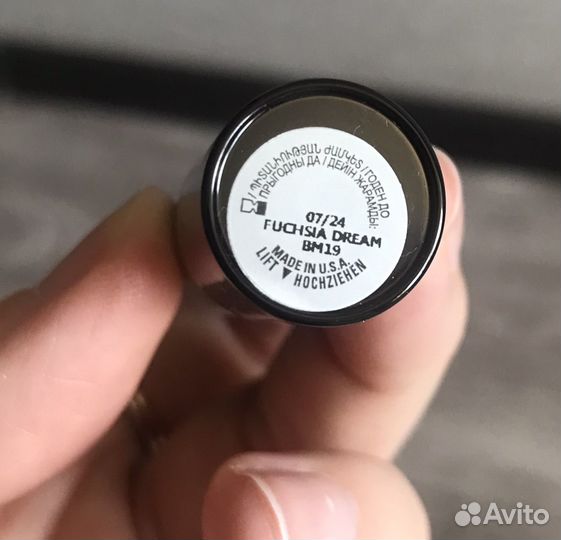 ՊԻՏԱՆԻՈՒԹՅԱՆ ԺԱՄԿԵՏ / ГОДЕН ДО
ПРЫГОДНЫ ДА / ДЕЙІН ЖАРАМДЫ:
07/24
FUCHSIA DREAM
BM19
MADE IN U.S.A.
LIFT ▼ HOCHZIEHEN
Avito